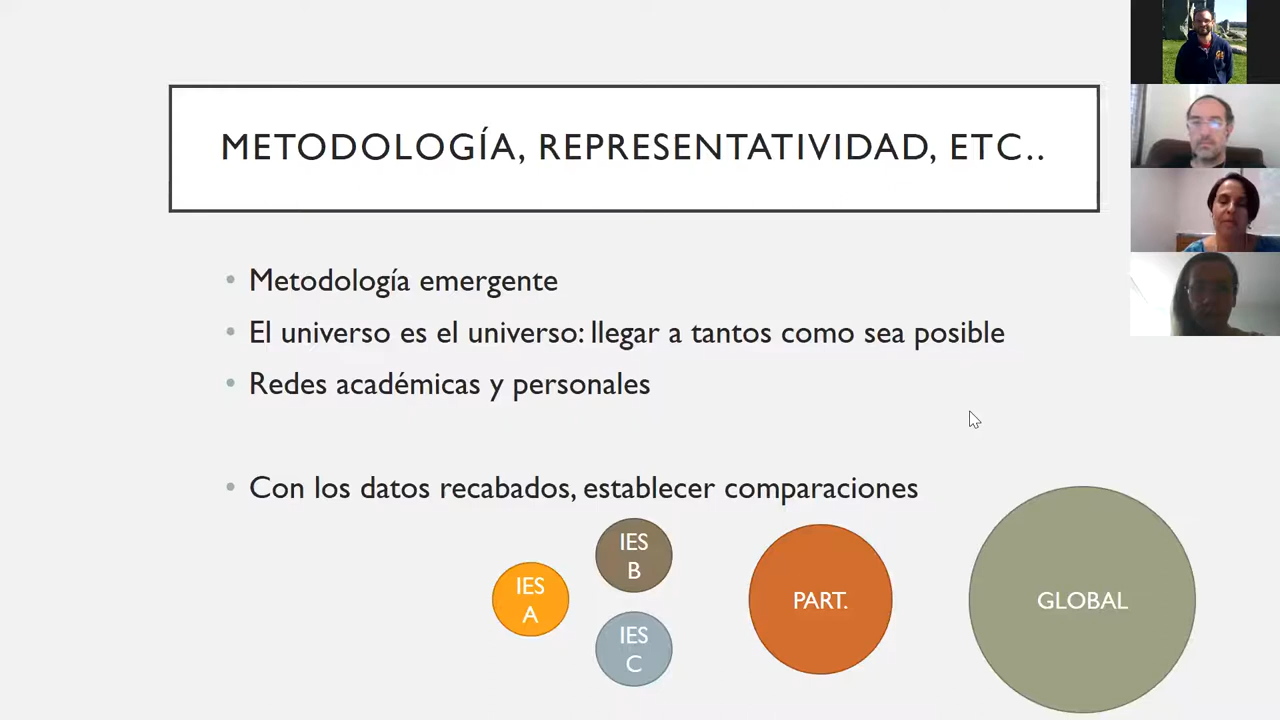 METODOLOGÍA, REPRESENTATIVIDAD, ETC..
• Metodología emergente
• El universo es el universo: llegar a tantos como sea posible
• Redes académicas y personales
• Con los datos recabados, establecer comparaciones
IES
A
IES
B
IES
C
PART.
GLOBAL